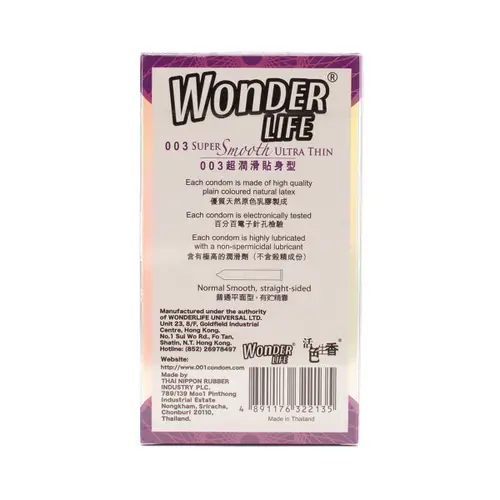 WONDER
LIFE®
003 SUPER Smooth ULTRA THIN
003超潤滑貼身型
Each condom is made of high quality
plain coloured natural latex
優質天然原色乳膠製成
Each condom is electronically tested
百分百電子針孔檢驗
Each condom is highly lubricated
with a non-spermicidal lubricant
含有極高的潤滑劑(不含殺精成份)
Normal Smooth, straight-sided
普通平面型,有貯精囊
Manufactured under the authority
of WONDERLIFE UNIVERSAL LTD.
Unit 23, 8/F, Goldfield Industrial
Centre, Hong Kong.
No.1 Sui Wo Rd., Fo Tan,
Shatin, N.T. Hong Kong.
Hotline: (852) 26978497
Website:
http://www.001condom.com
Made by
THAI NIPPON RUBBER
INDUSTRY PLC.
789/139 Moo1 Pinthong
Industrial Estate
Nongkham, Sriracha,
Chonburi 20110,
Thailand.
WONDER
LIFE
活色生香
4 891176 322135
Made in Thailand